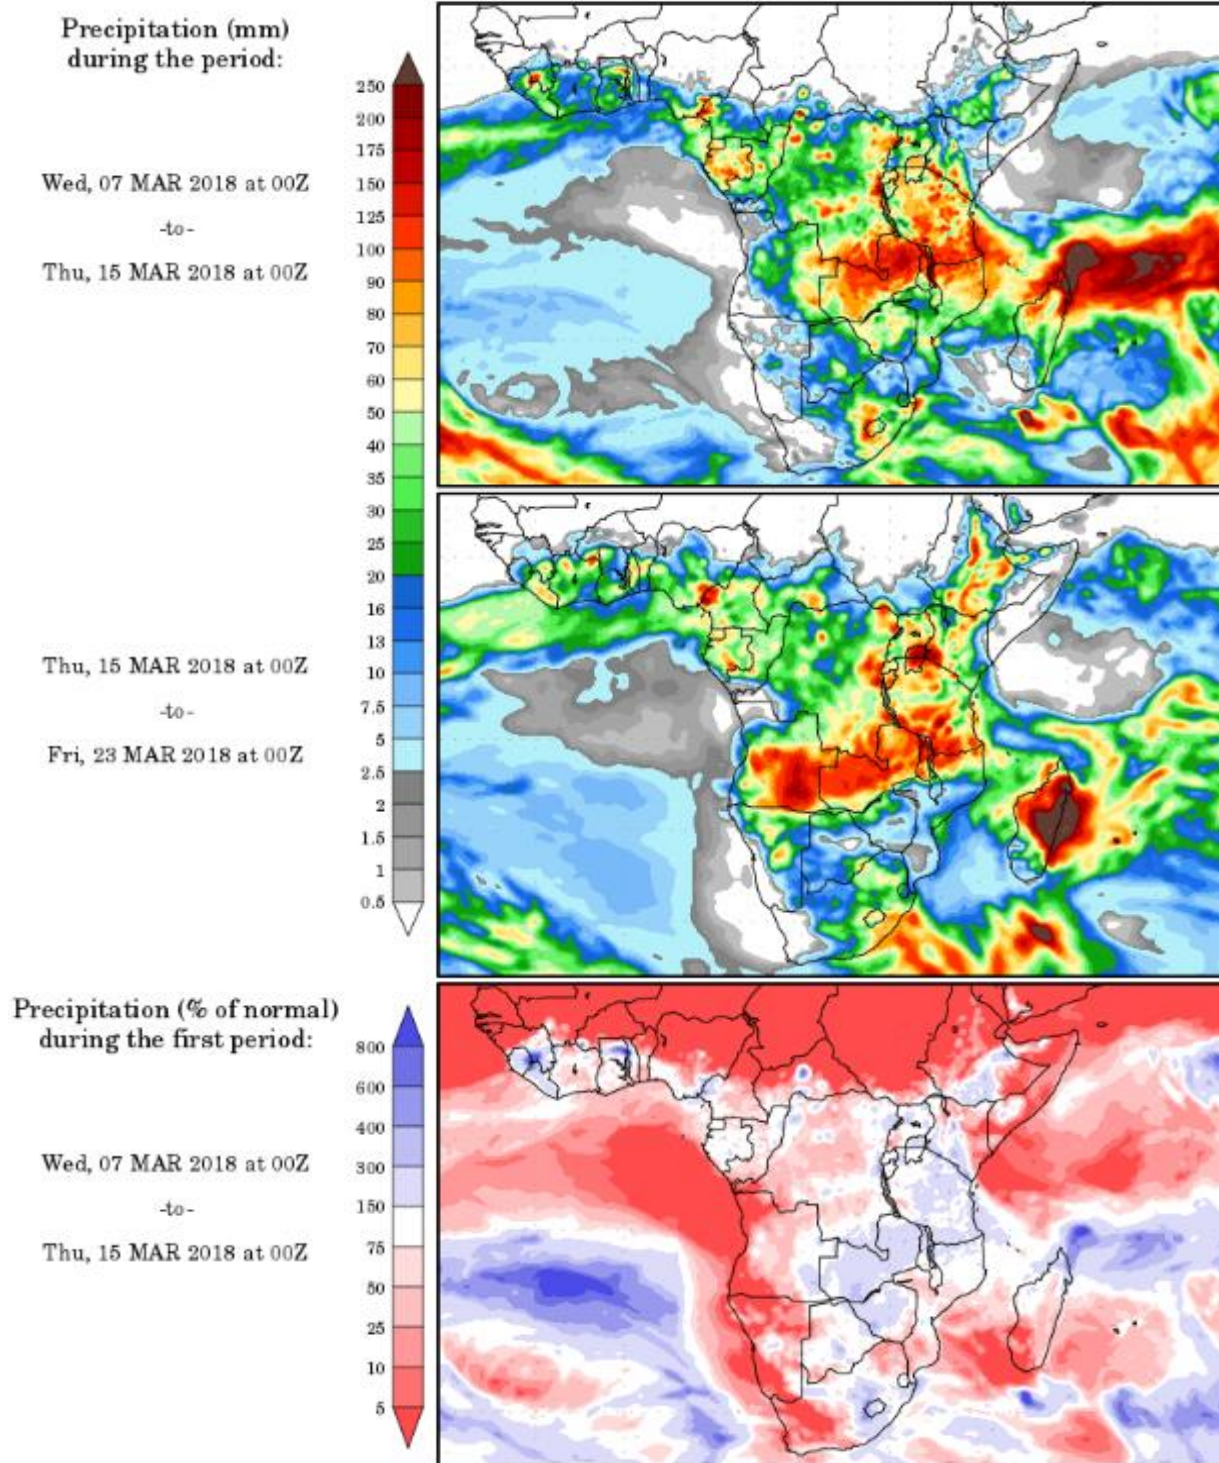 Precipitation (mm)
during the period:
250
200
175
Wed, 07 MAR 2018 at 00Z
150
-to-
125
Thu, 15 MAR 2018 at 00Z
100
90
80
70
60
50
40
35
30
25
20
16
13
Thu, 15 MAR 2018 at 00Z
10
-to-
7.5
Fri, 23 MAR 2018 at 00Z
5
2.5
2
1.5
1
0.5
Precipitation (% of normal)
during the first period:
800
600
400
Wed, 07 MAR 2018 at 00Z
300
-to-
150
Thu, 15 MAR 2018 at 00Z
75
50
25
10
5